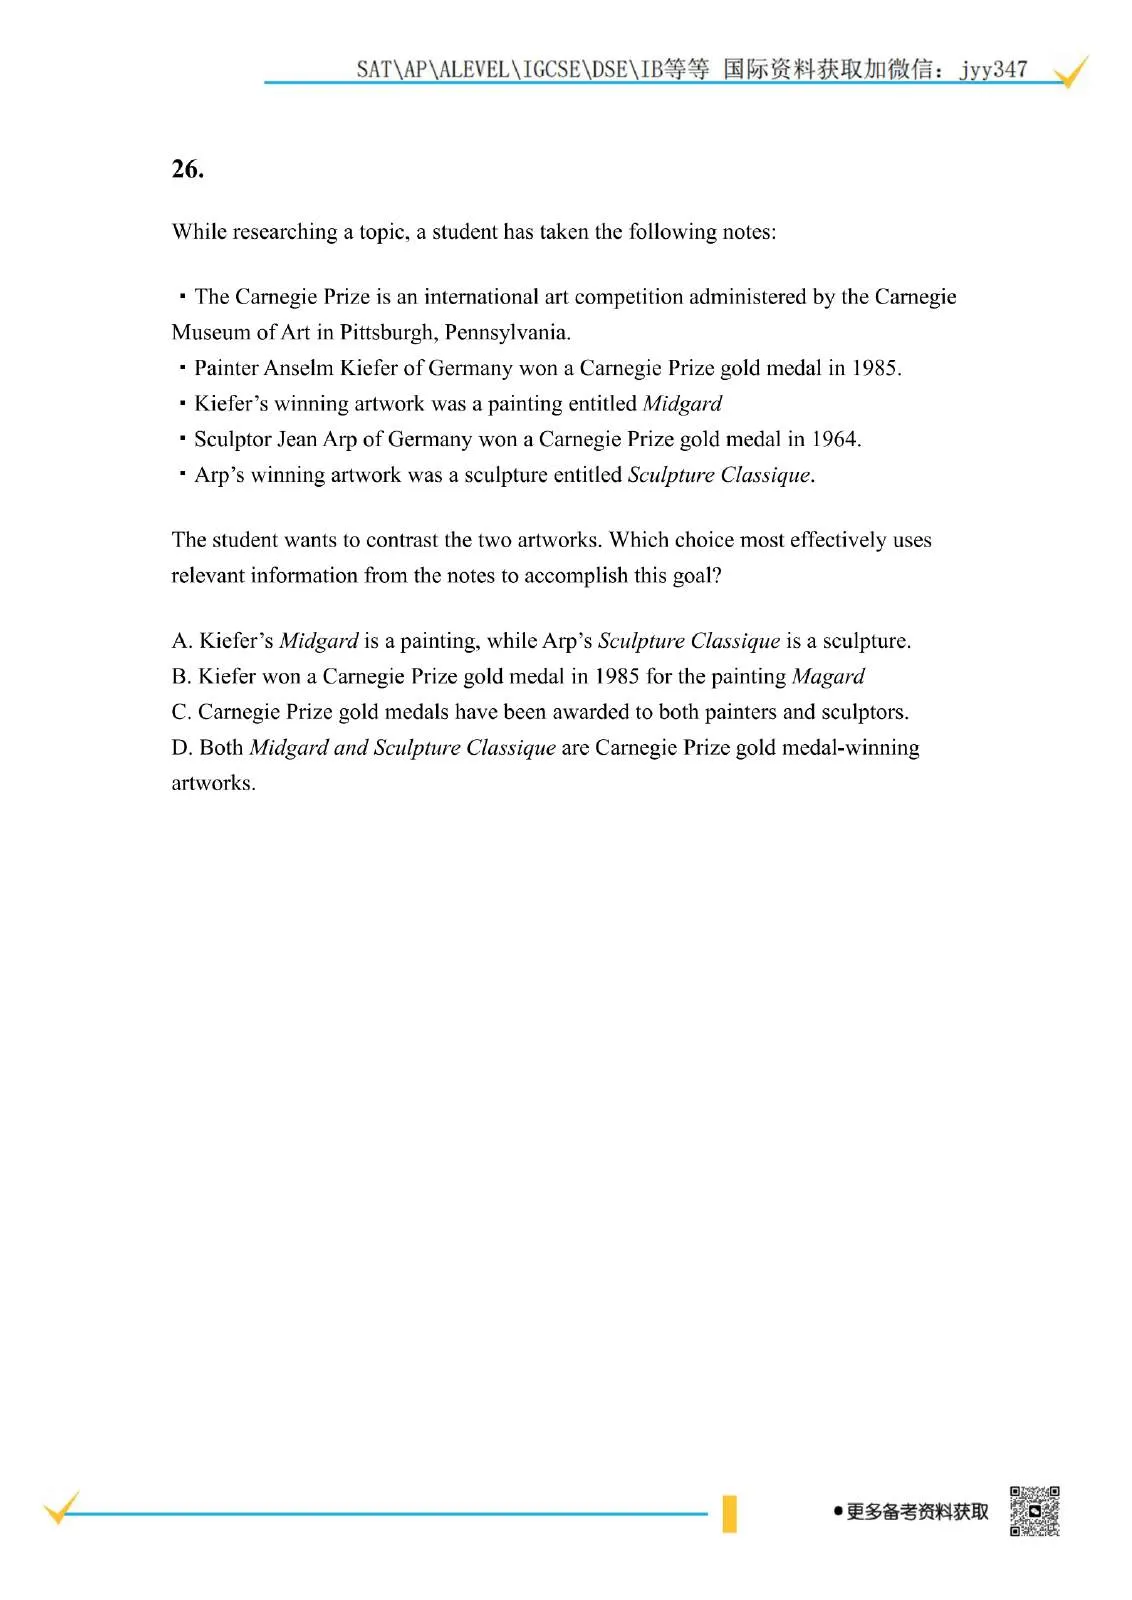 SAT\AP\ALEVEL\IGCSE\DSE\IB等等 国际资料获取加微信：jyy347
26.
While researching a topic, a student has taken the following notes:
▪ The Carnegie Prize is an international art competition administered by the Carnegie
Museum of Art in Pittsburgh, Pennsylvania.
▪ Painter Anselm Kiefer of Germany won a Carnegie Prize gold medal in 1985.
▪ Kiefer’s winning artwork was a painting entitled Midgard
▪ Sculptor Jean Arp of Germany won a Carnegie Prize gold medal in 1964.
▪ Arp’s winning artwork was a sculpture entitled Sculpture Classique.
The student wants to contrast the two artworks. Which choice most effectively uses
relevant information from the notes to accomplish this goal?
A. Kiefer’s Midgard is a painting, while Arp’s Sculpture Classique is a sculpture.
B. Kiefer won a Carnegie Prize gold medal in 1985 for the painting Magard
C. Carnegie Prize gold medals have been awarded to both painters and sculptors.
D. Both Midgard and Sculpture Classique are Carnegie Prize gold medal-winning
artworks.
●更多备考资料获取